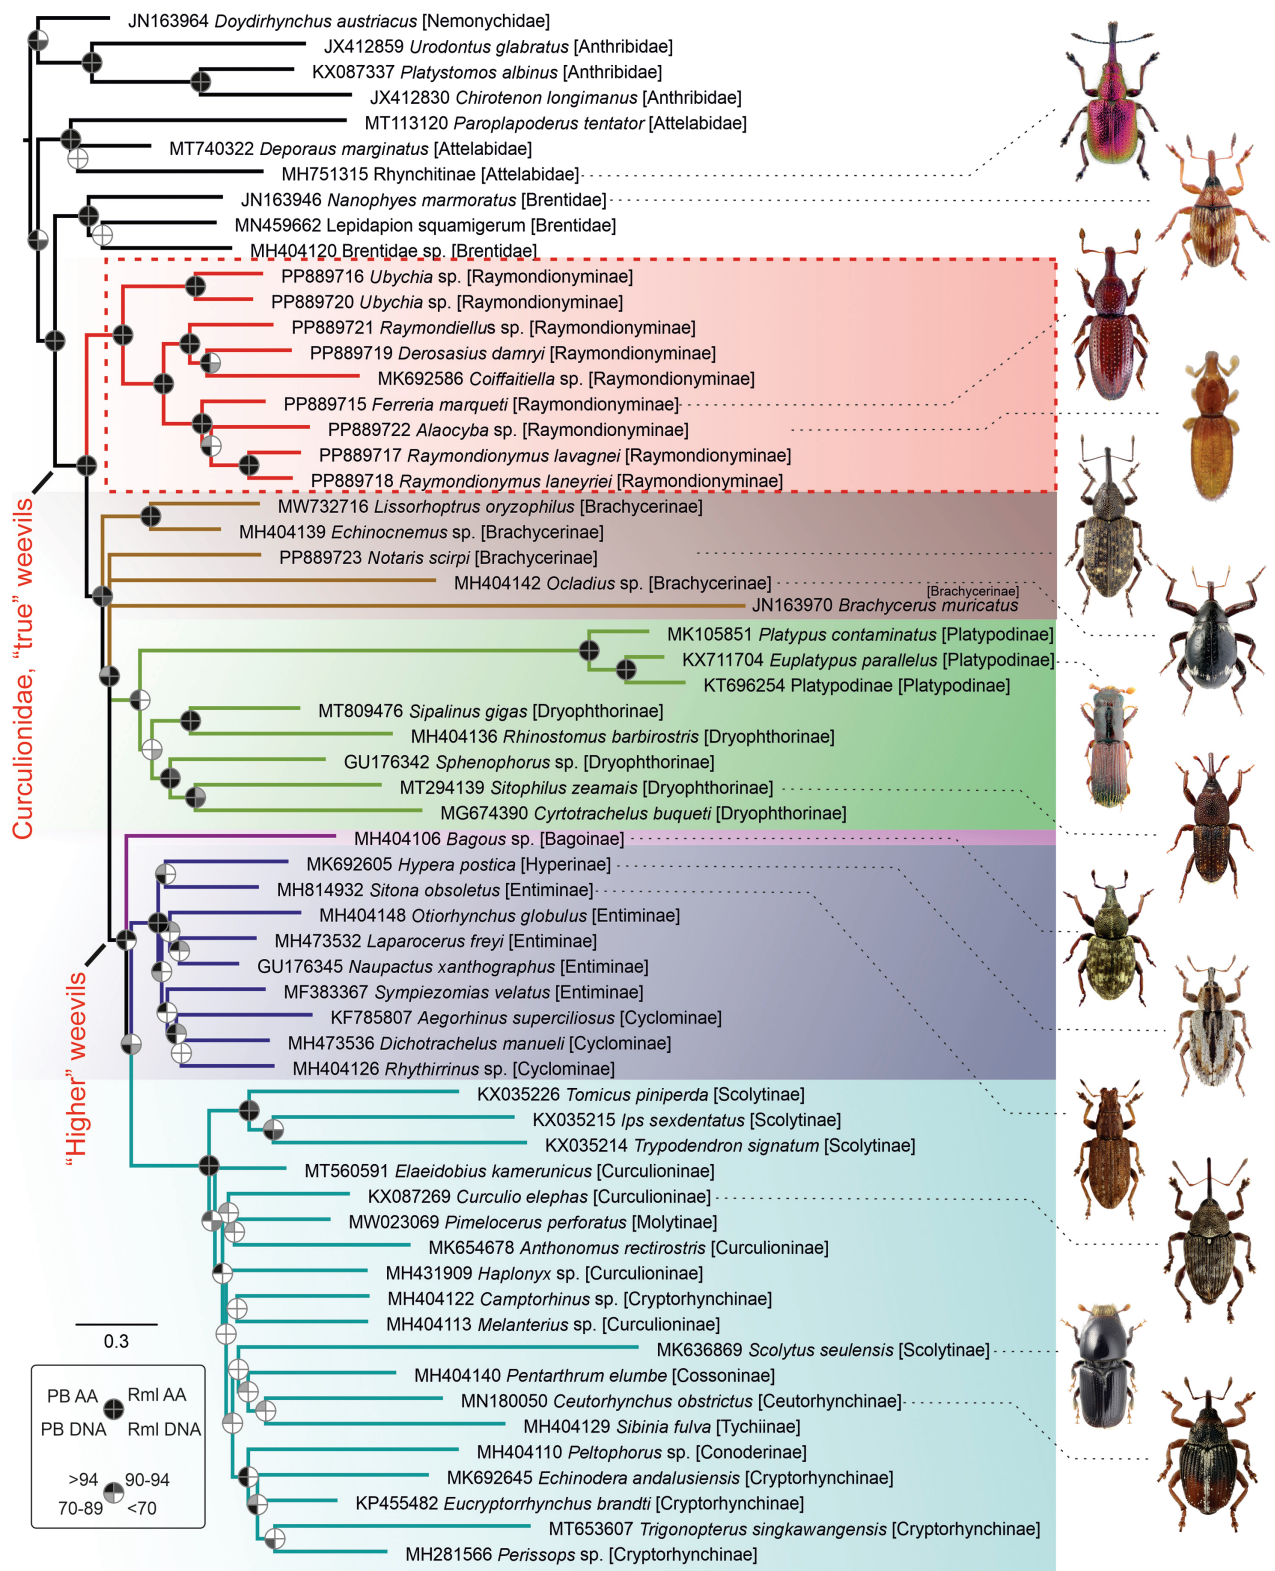 JN163964 Doydirhynchus austriacus [Nemonychidae]
JX412859 Urodontus glabratus [Anthribidae]
KX087337 Platystomos albinus [Anthribidae]
JX412830 Chirotenon longimanus [Anthribidae]
MT113120 Paroplapoderus tentator [Attelabidae]
MT740322 Deporaus marginatus [Attelabidae]
MH751315 Rhynchitinae [Attelabidae]
JN163946 Nanophyes marmoratus [Brentidae]
MN459662 Lepidapion squamigerum [Brentidae]
MH404120 Brentidae sp. [Brentidae]
PP889716 Ubychia sp. [Raymondionyminae]
PP889720 Ubychia sp. [Raymondionyminae]
PP889721 Raymondiellus sp. [Raymondionyminae]
PP889719 Derosasius damryi [Raymondionyminae]
MK692586 Coiffaitiella sp. [Raymondionyminae]
PP889715 Ferreria marqueti [Raymondionyminae]
PP889722 Alaocyba sp. [Raymondionyminae]
PP889717 Raymondionymus lavagnei [Raymondionyminae]
PP889718 Raymondionymus laneyriei [Raymondionyminae]
MW732716 Lissorhoptrus oryzophilus [Brachycerinae]
MH404139 Echinocnemus sp. [Brachycerinae]
PP889723 Notaris scirpi [Brachycerinae]
MH404142 Ocladius sp. [Brachycerinae]
[Brachycerinae]
JN163970 Brachycerus muricatus
MK105851 Platypus contaminatus [Platypodinae]
KX711704 Euplatypus parallelus [Platypodinae]
KT696254 Platypodinae [Platypodinae]
MT809476 Sipalinus gigas [Dryophthorinae]
MH404136 Rhinostomus barbirostris [Dryophthorinae]
GU176342 Sphenophorus sp. [Dryophthorinae]
MT294139 Sitophilus zeamais [Dryophthorinae]
MG674390 Cyrtotrachelus buqueti [Dryophthorinae]
MH404106 Bagous sp. [Bagoinae]
MK692605 Hypera postica [Hyperinae]
MH814932 Sitona obsoletus [Entiminae]
MH404148 Otiorhynchus globulus [Entiminae]
MH473532 Laparocerus freyi [Entiminae]
GU176345 Naupactus xanthographus [Entiminae]
MF383367 Sympiezomias velatus [Entiminae]
KF785807 Aegorhinus superciliosus [Cyclominae]
MH473536 Dichotrachelus manueli [Cyclominae]
MH404126 Rhythirrinus sp. [Cyclominae]
KX035226 Tomicus piniperda [Scolytinae]
KX035215 Ips sexdentatus [Scolytinae]
KX035214 Trypodendron signatum [Scolytinae]
MT560591 Elaeidobius kamerunicus [Curculioninae]
KX087269 Curculio elephas [Curculioninae]
MW023069 Pimelocerus perforatus [Molytinae]
MK654678 Anthonomus rectirostris [Curculioninae]
MH431909 Haplonyx sp. [Curculioninae]
MH404122 Camptorhinus sp. [Cryptorhynchinae]
MH404113 Melanterius sp. [Curculioninae]
MK636869 Scolytus seulensis [Scolytinae]
MH404140 Pentarthrum elumbe [Cossoninae]
MN180050 Ceutorhynchus obstrictus [Ceutorhynchinae]
MH404129 Sibinia fulva [Tychiinae]
MH404110 Peltophorus sp. [Conoderinae]
MK692645 Echinodera andalusiensis [Cryptorhynchinae]
KP455482 Eucryptorrhynchus brandti [Cryptorhynchinae]
MT653607 Trigonopterus singkawangensis [Cryptorhynchinae]
MH281566 Perissops sp. [Cryptorhynchinae]
Curculionidae, “true” weevils
“Higher” weevils
0.3
PB AA Rml AA
PB DNA Rml DNA
>94 90-94
70-89 <70